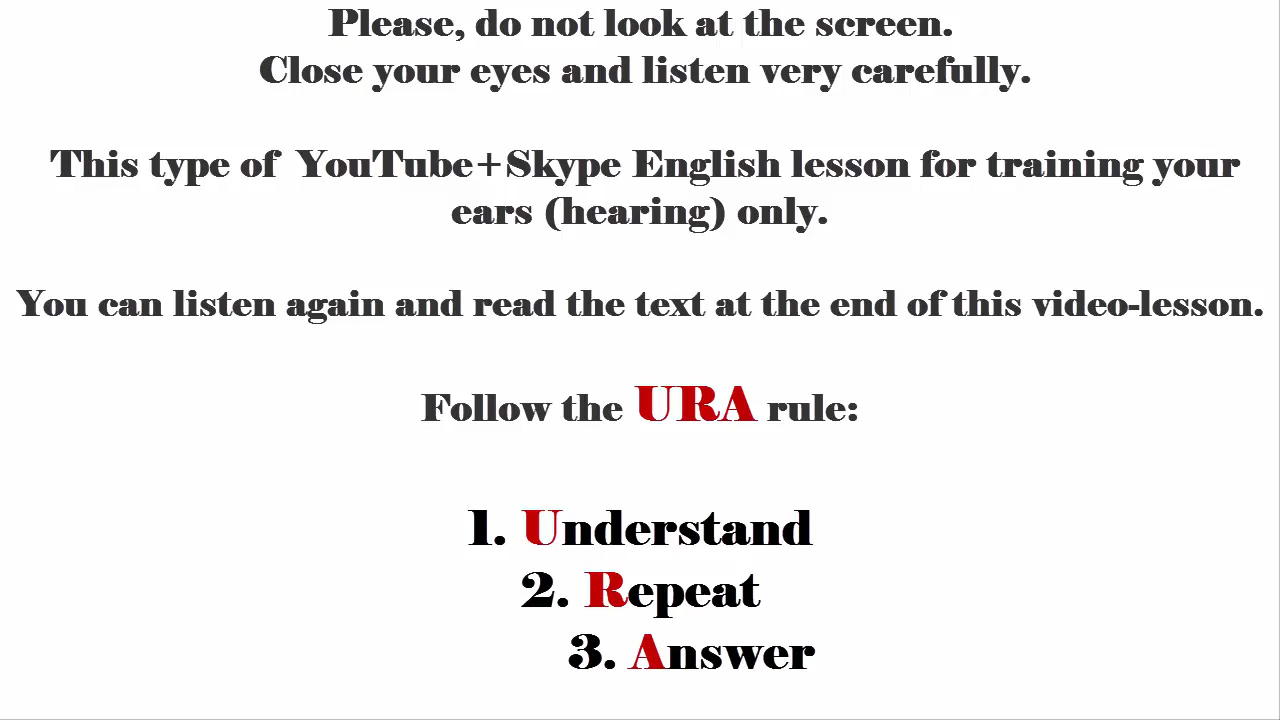 Please, do not look at the screen.
Close your eyes and listen very carefully.
This type of YouTube+Skype English lesson for training your
ears (hearing) only.
You can listen again and read the text at the end of this video-lesson.
Follow the URA rule:
1. Understand
2. Repeat
3. Answer